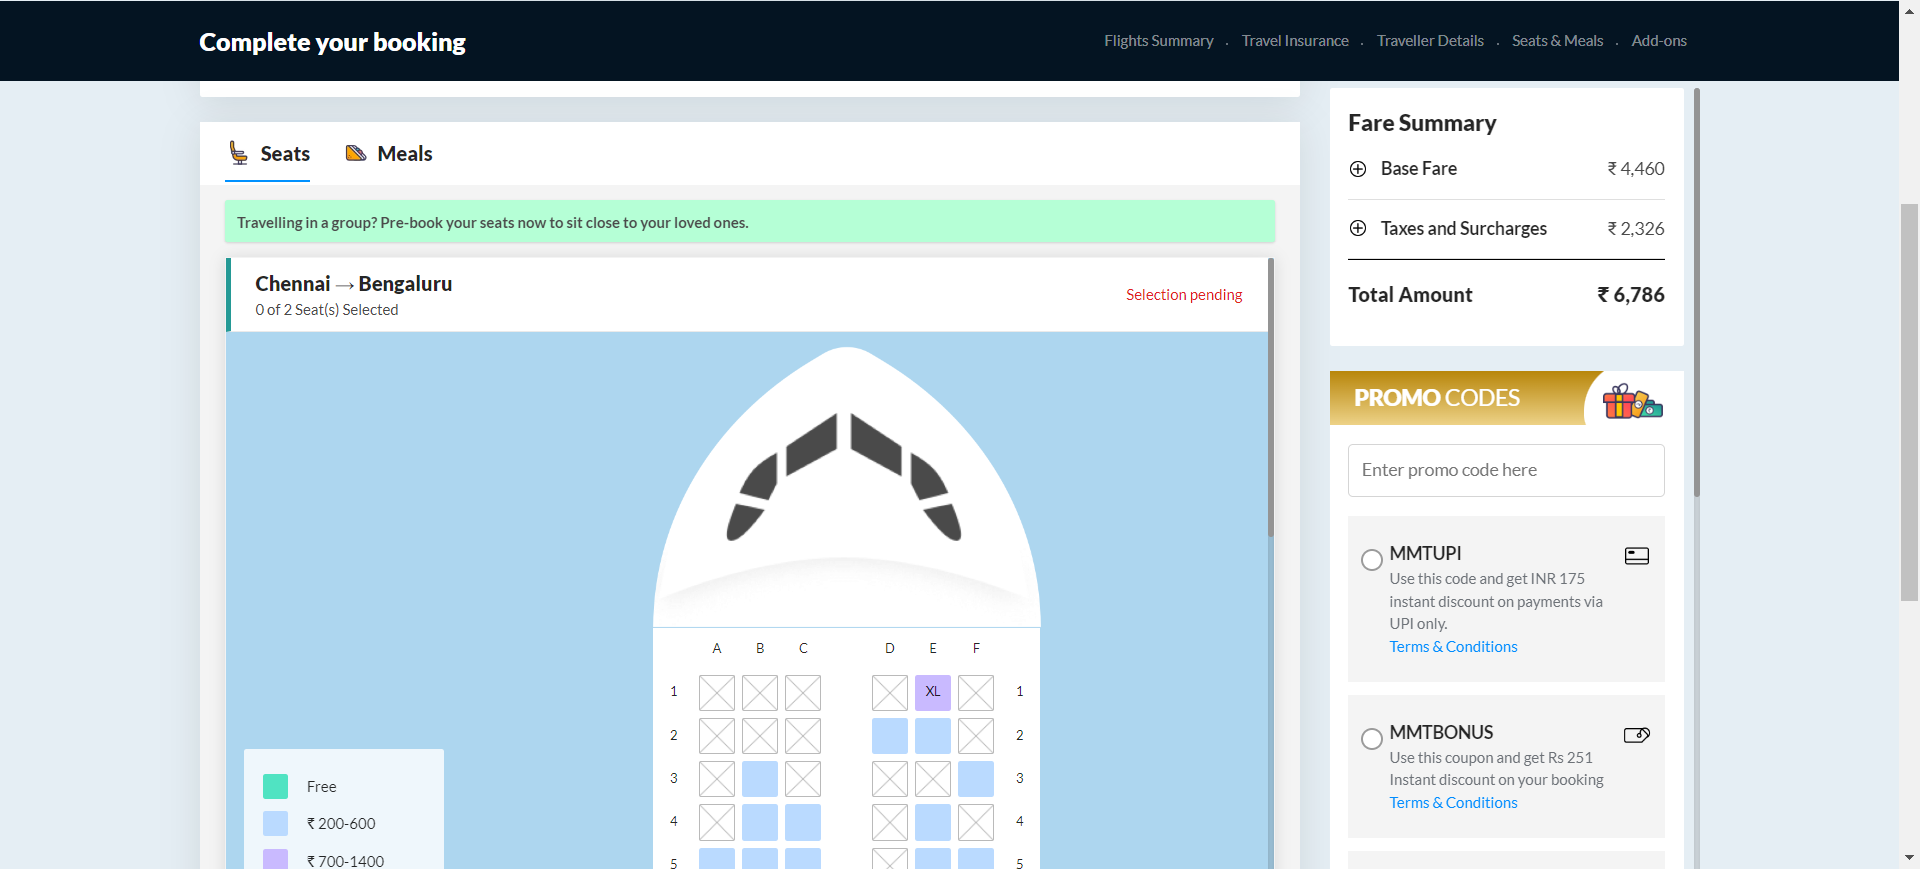 Complete your booking
Flights Summary . Travel Insurance . Traveller Details . Seats & Meals . Add-ons
Seats Meals
Travelling in a group? Pre-book your seats now to sit close to your loved ones.
Chennai → Bengaluru
0 of 2 Seat(s) Selected
Selection pending
A B C D E F
1 XL 1
2 2
3 3
4 4
5 5
Free
₹ 200-600
₹ 700-1400
Fare Summary
Base Fare ₹ 4,460
Taxes and Surcharges ₹ 2,326
Total Amount ₹ 6,786
PROMO CODES
Enter promo code here
MMTUPI
Use this code and get INR 175
instant discount on payments via
UPI only.
Terms & Conditions
MMTBONUS
Use this coupon and get Rs 251
Instant discount on your booking
Terms & Conditions